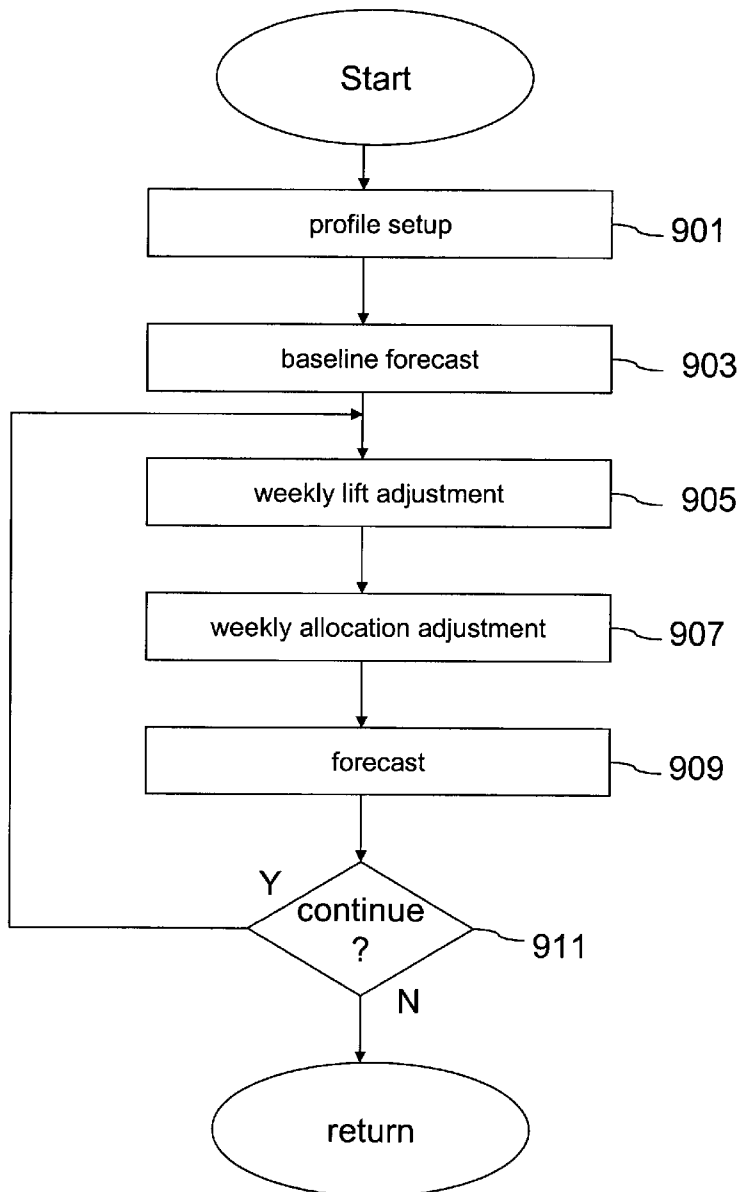 Start
profile setup
901
baseline forecast
903
weekly lift adjustment
905
weekly allocation adjustment
907
forecast
909
Y
continue
?
911
N
return